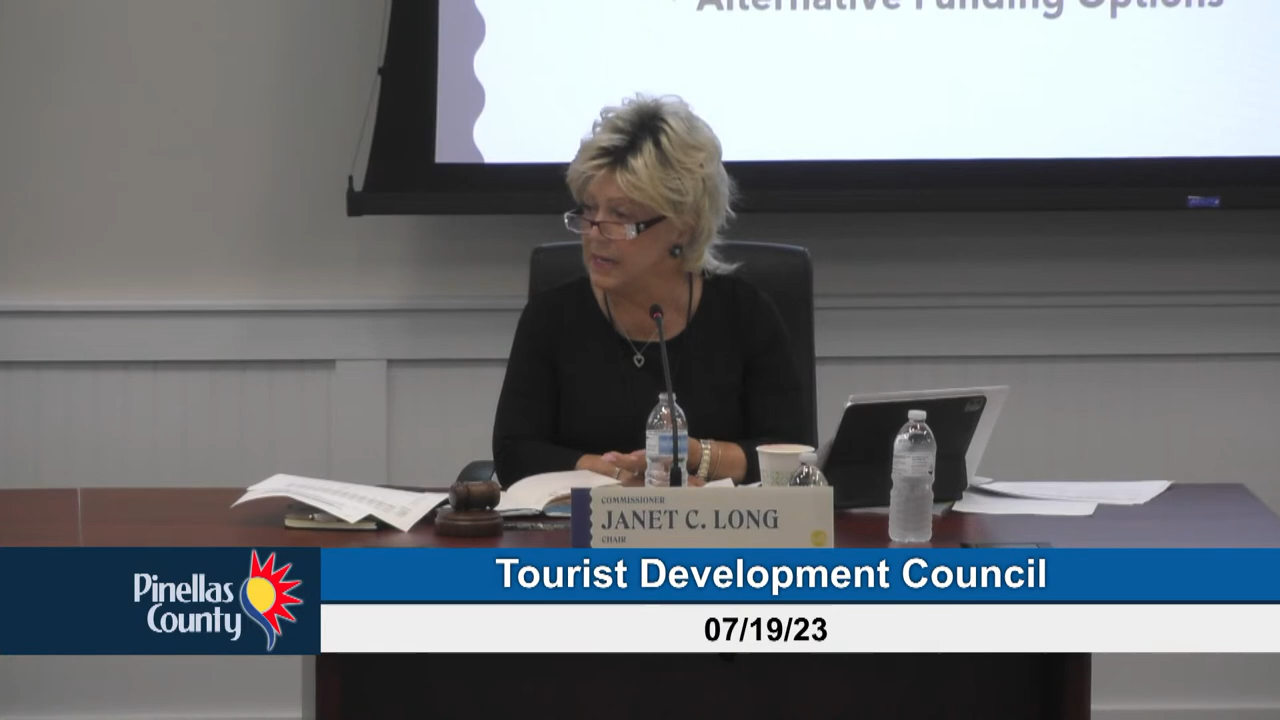 Alternative Funding Options
COMMISSIONER
JANET C. LONG
CHAIR
Pinellas
County
Tourist Development Council
07/19/23